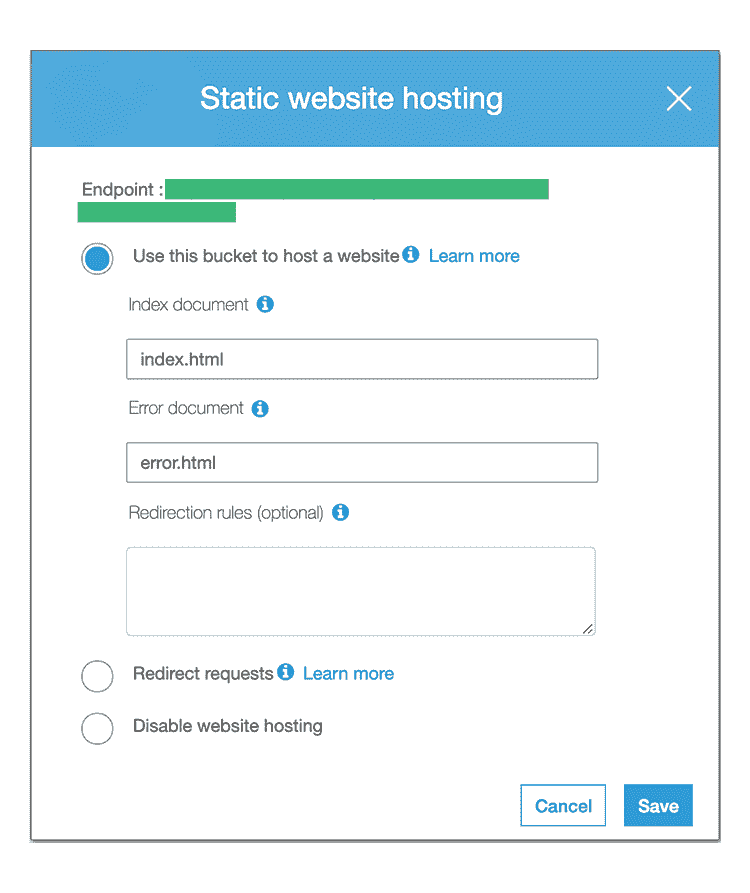 Static website hosting
Endpoint :
Use this bucket to host a website Learn more
Index document
index.html
Error document
error.html
Redirection rules (optional)
Redirect requests Learn more
Disable website hosting
Cancel Save